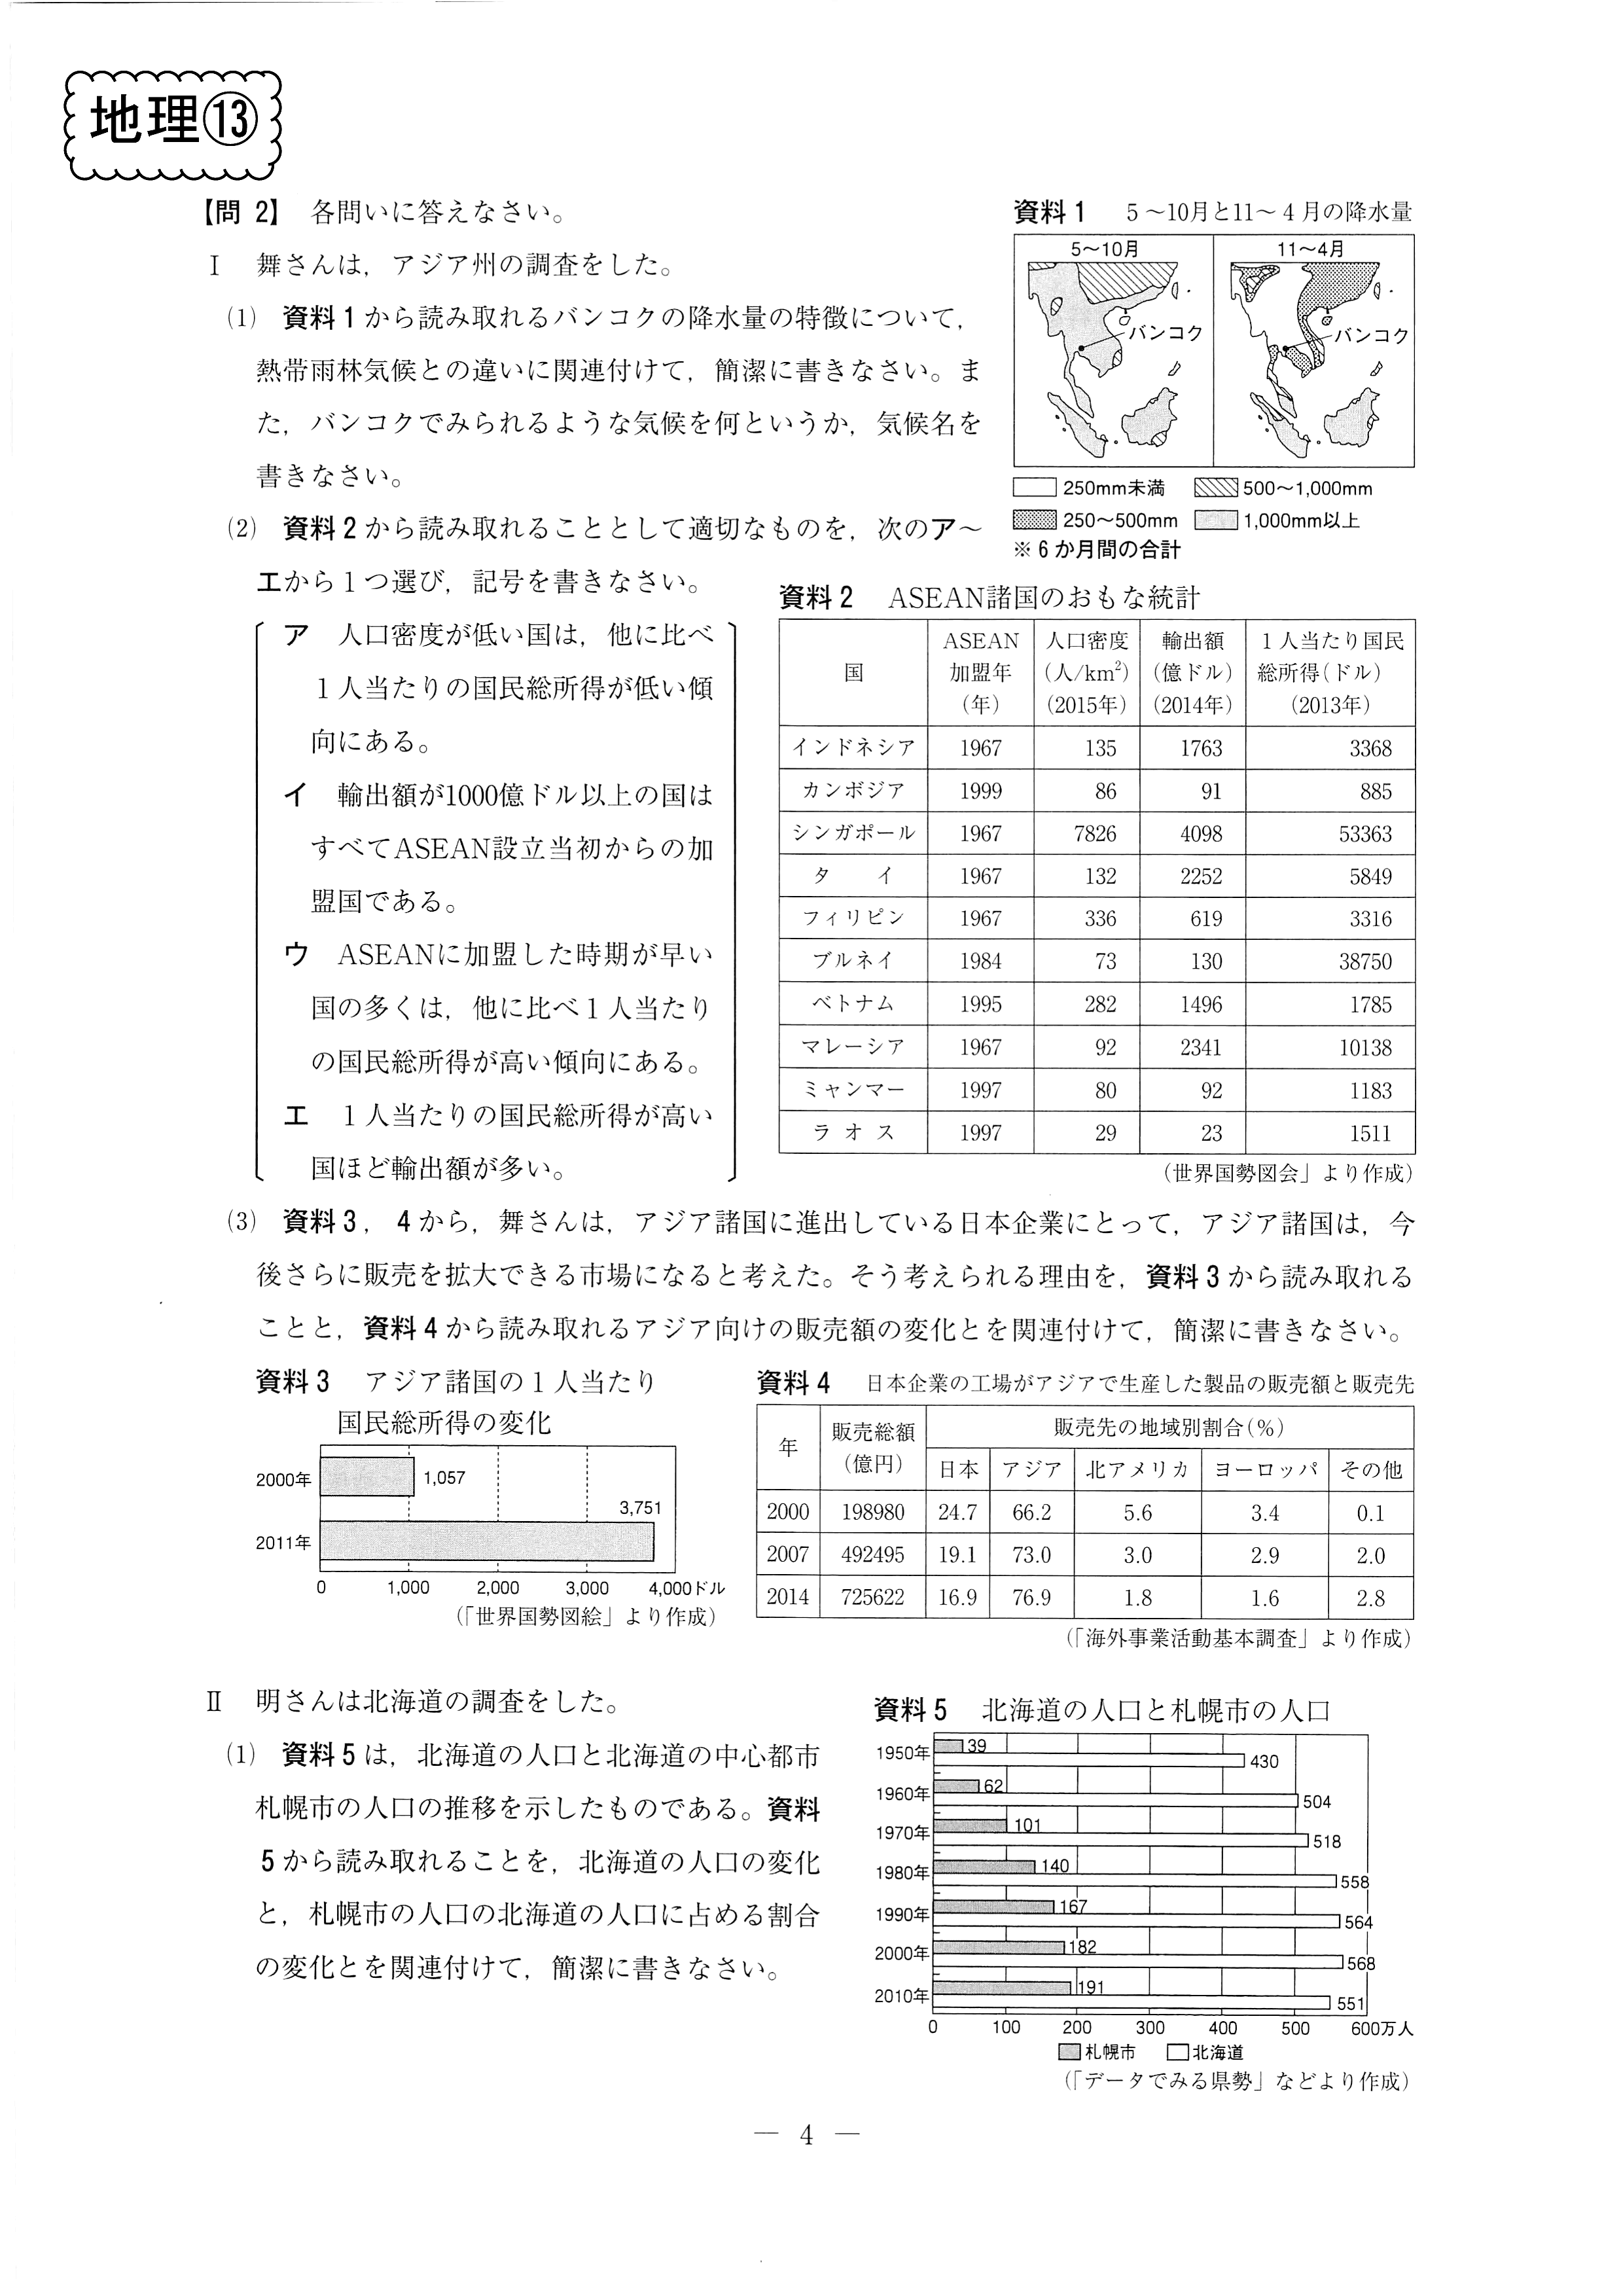 地理⑬
【問 2】 各問いに答えなさい。
Ⅰ 舞さんは，アジア州の調査をした。
(1) 資料1から読み取れるバンコクの降水量の特徴について，
熱帯雨林気候との違いに関連付けて，簡潔に書きなさい。ま
た，バンコクでみられるような気候を何というか，気候名を
書きなさい。
資料1 5～10月と11～4月の降水量
5～10月 11～4月
バンコク バンコク
250mm未満 500～1,000mm
250～500mm 1,000mm以上
※6か月間の合計
(2) 資料2から読み取れることとして適切なものを，次のア～
エから1つ選び，記号を書きなさい。
ア 人口密度が低い国は，他に比べ
1人当たりの国民総所得が低い傾
向にある。
イ 輸出額が1000億ドル以上の国は
すべてASEAN設立当初からの加
盟国である。
ウ ASEANに加盟した時期が早い
国の多くは，他に比べ1人当たり
の国民総所得が高い傾向にある。
エ 1人当たりの国民総所得が高い
国ほど輸出額が多い。
資料2 ASEAN諸国のおもな統計
国 ASEAN加盟年(年) 人口密度(人/km²)(2015年) 輸出額(億ドル)(2014年) 1人当たり国民総所得(ドル)(2013年)
インドネシア 1967 135 1763 3368
カンボジア 1999 86 91 885
シンガポール 1967 7826 4098 53363
タイ 1967 132 2252 5849
フィリピン 1967 336 619 3316
ブルネイ 1984 73 130 38750
ベトナム 1995 282 1496 1785
マレーシア 1967 92 2341 10138
ミャンマー 1997 80 92 1183
ラオス 1997 29 23 1511
(世界国勢図会」より作成)
(3) 資料3，4から，舞さんは，アジア諸国に進出している日本企業にとって，アジア諸国は，今
後さらに販売を拡大できる市場になると考えた。そう考えられる理由を，資料3から読み取れる
ことと，資料4から読み取れるアジア向けの販売額の変化とを関連付けて，簡潔に書きなさい。
資料3 アジア諸国の1人当たり
国民総所得の変化
2000年 1,057
3,751
2011年
0 1,000 2,000 3,000 4,000ドル
(「世界国勢図絵」より作成)
資料4 日本企業の工場がアジアで生産した製品の販売額と販売先
年 販売総額(億円) 販売先の地域別割合(%)
日本 アジア 北アメリカ ヨーロッパ その他
2000 198980 24.7 66.2 5.6 3.4 0.1
2007 492495 19.1 73.0 3.0 2.9 2.0
2014 725622 16.9 76.9 1.8 1.6 2.8
(「海外事業活動基本調査」より作成)
Ⅱ 明さんは北海道の調査をした。
(1) 資料5は，北海道の人口と北海道の中心都市
札幌市の人口の推移を示したものである。資料
5から読み取れることを，北海道の人口の変化
と，札幌市の人口の北海道の人口に占める割合
の変化とを関連付けて，簡潔に書きなさい。
資料5 北海道の人口と札幌市の人口
1950年 39 430
1960年 62 504
1970年 101 518
1980年 140 558
1990年 167 564
2000年 182 568
2010年 191 551
0 100 200 300 400 500 600万人
札幌市 北海道
(「データでみる県勢」などより作成)
— 4 —